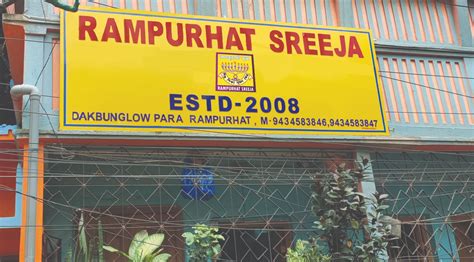 RAMPURHAT SREEJA
RAMPURHAT SREEJA
ESTD-2008
DAKBUNGLOW PARA RAMPURHAT, M-9434583846,9434583847